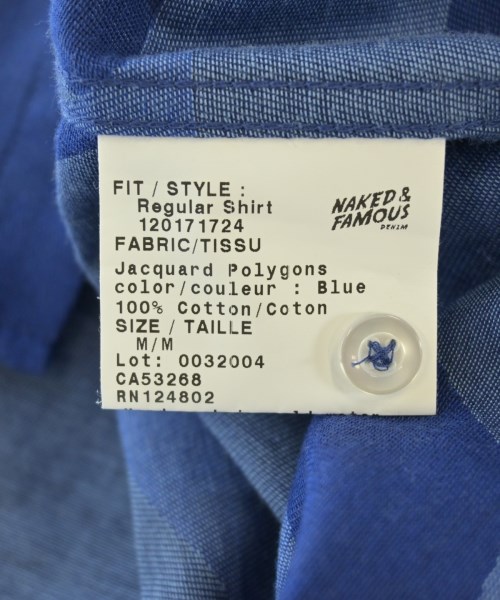 FIT / STYLE :
Regular Shirt
120171724
FABRIC/TISSU
NAKED &
FAMOUS
DENIM
Jacquard Polygons
color/couleur : Blue
100% Cotton/Coton
SIZE / TAILLE
M/M
Lot: 0032004
CA53268
RN124802